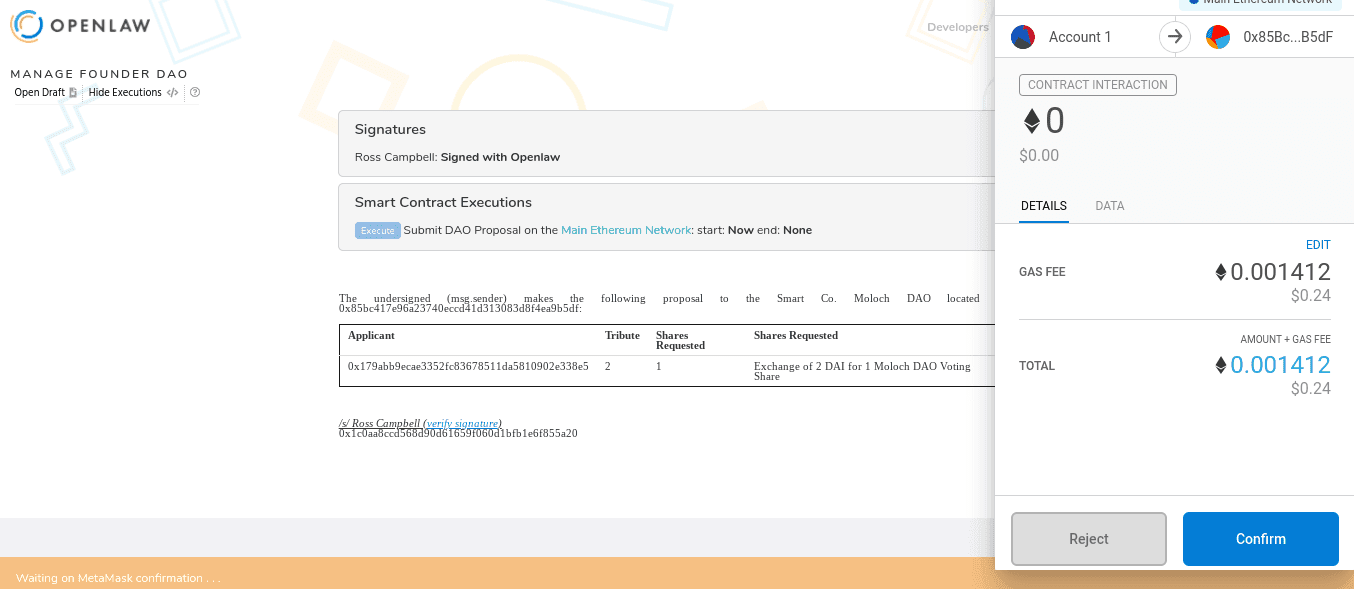 OPENLAW
Developers
MANAGE FOUNDER DAO
Open Draft
Hide Executions
Signatures
Ross Campbell: Signed with Openlaw
Smart Contract Executions
Execute Submit DAO Proposal on the Main Ethereum Network: start: Now end: None
The undersigned (msg.sender) makes the following proposal to the Smart Co. Moloch DAO located
0x85bc417e96a23740eccd41d313083d8f4ea9b5df:
Applicant Tribute Shares Requested Shares Requested
0x179abb9ecae3352fc83678511da5810902e338e5 2 1 Exchange of 2 DAI for 1 Moloch DAO Voting
Share
/s/ Ross Campbell (verify signature)
0x1c0aa8ccd568d90d61659f060d1bfb1e6f855a20
Waiting on MetaMask confirmation . . .
Main Ethereum Network
Account 1
0x85Bc...B5dF
CONTRACT INTERACTION
0
$0.00
DETAILS DATA
EDIT
GAS FEE 0.001412
$0.24
AMOUNT + GAS FEE
TOTAL 0.001412
$0.24
Reject Confirm